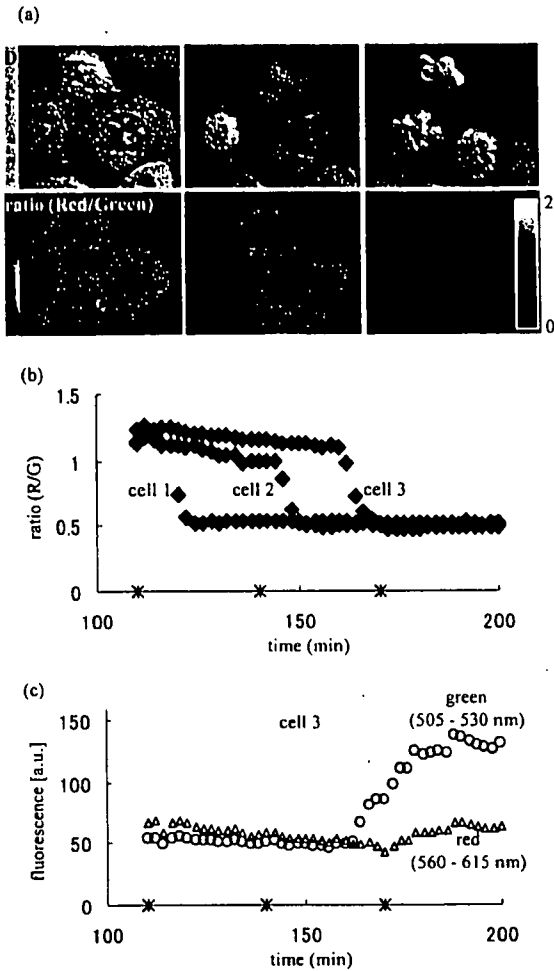 (a)
ratio (Red/Green)
2
0
(b)
1.5
1
0.5
0
ratio (R/G)
cell 1
cell 2
cell 3
100
150
200
time (min)
(c)
150
100
50
0
fluorescence [a.u.]
cell 3
green
(505 - 530 nm)
red
(560 - 615 nm)
100
150
200
time (min)